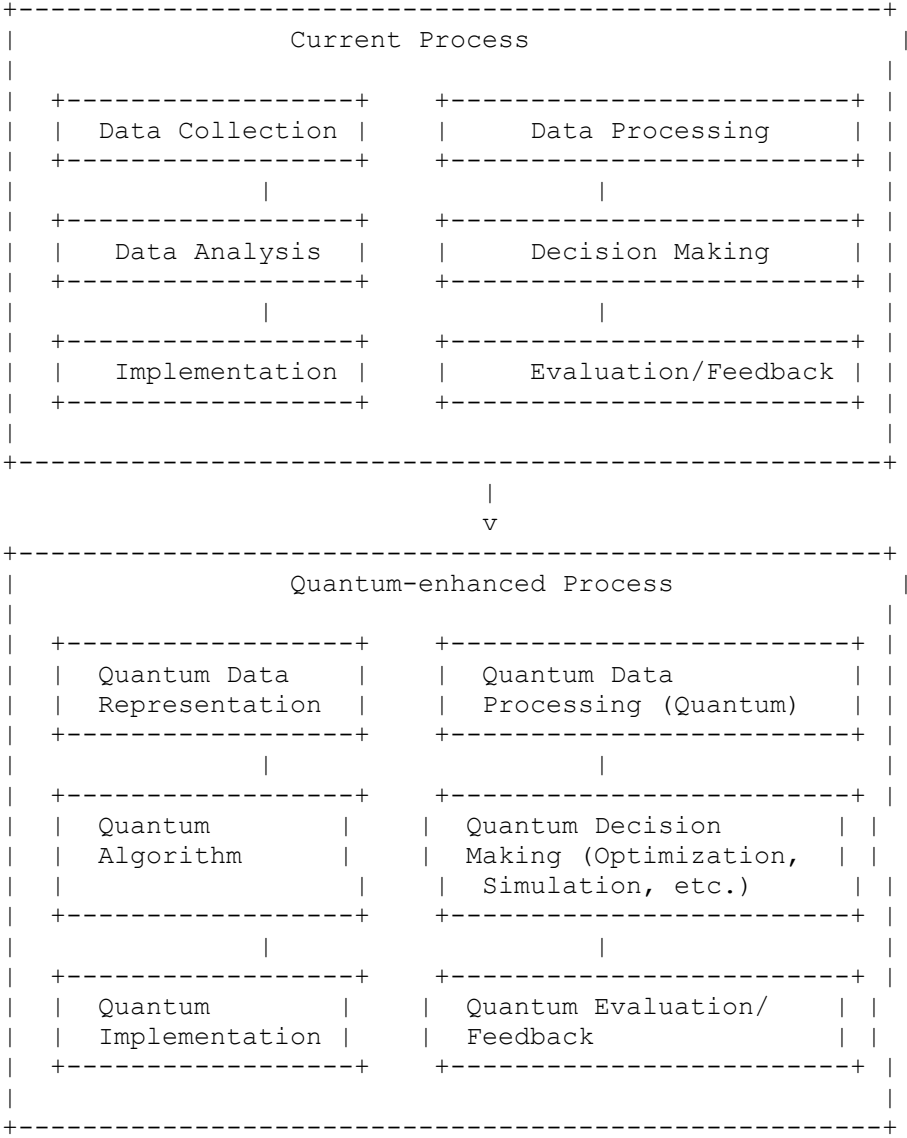 Current Process
Data Collection Data Processing
Data Analysis Decision Making
Implementation Evaluation/Feedback
v
Quantum-enhanced Process
Quantum Data Quantum Data
Representation Processing (Quantum)
Quantum Quantum Decision
Algorithm Making (Optimization,
Simulation, etc.)
Quantum Quantum Evaluation/
Implementation Feedback